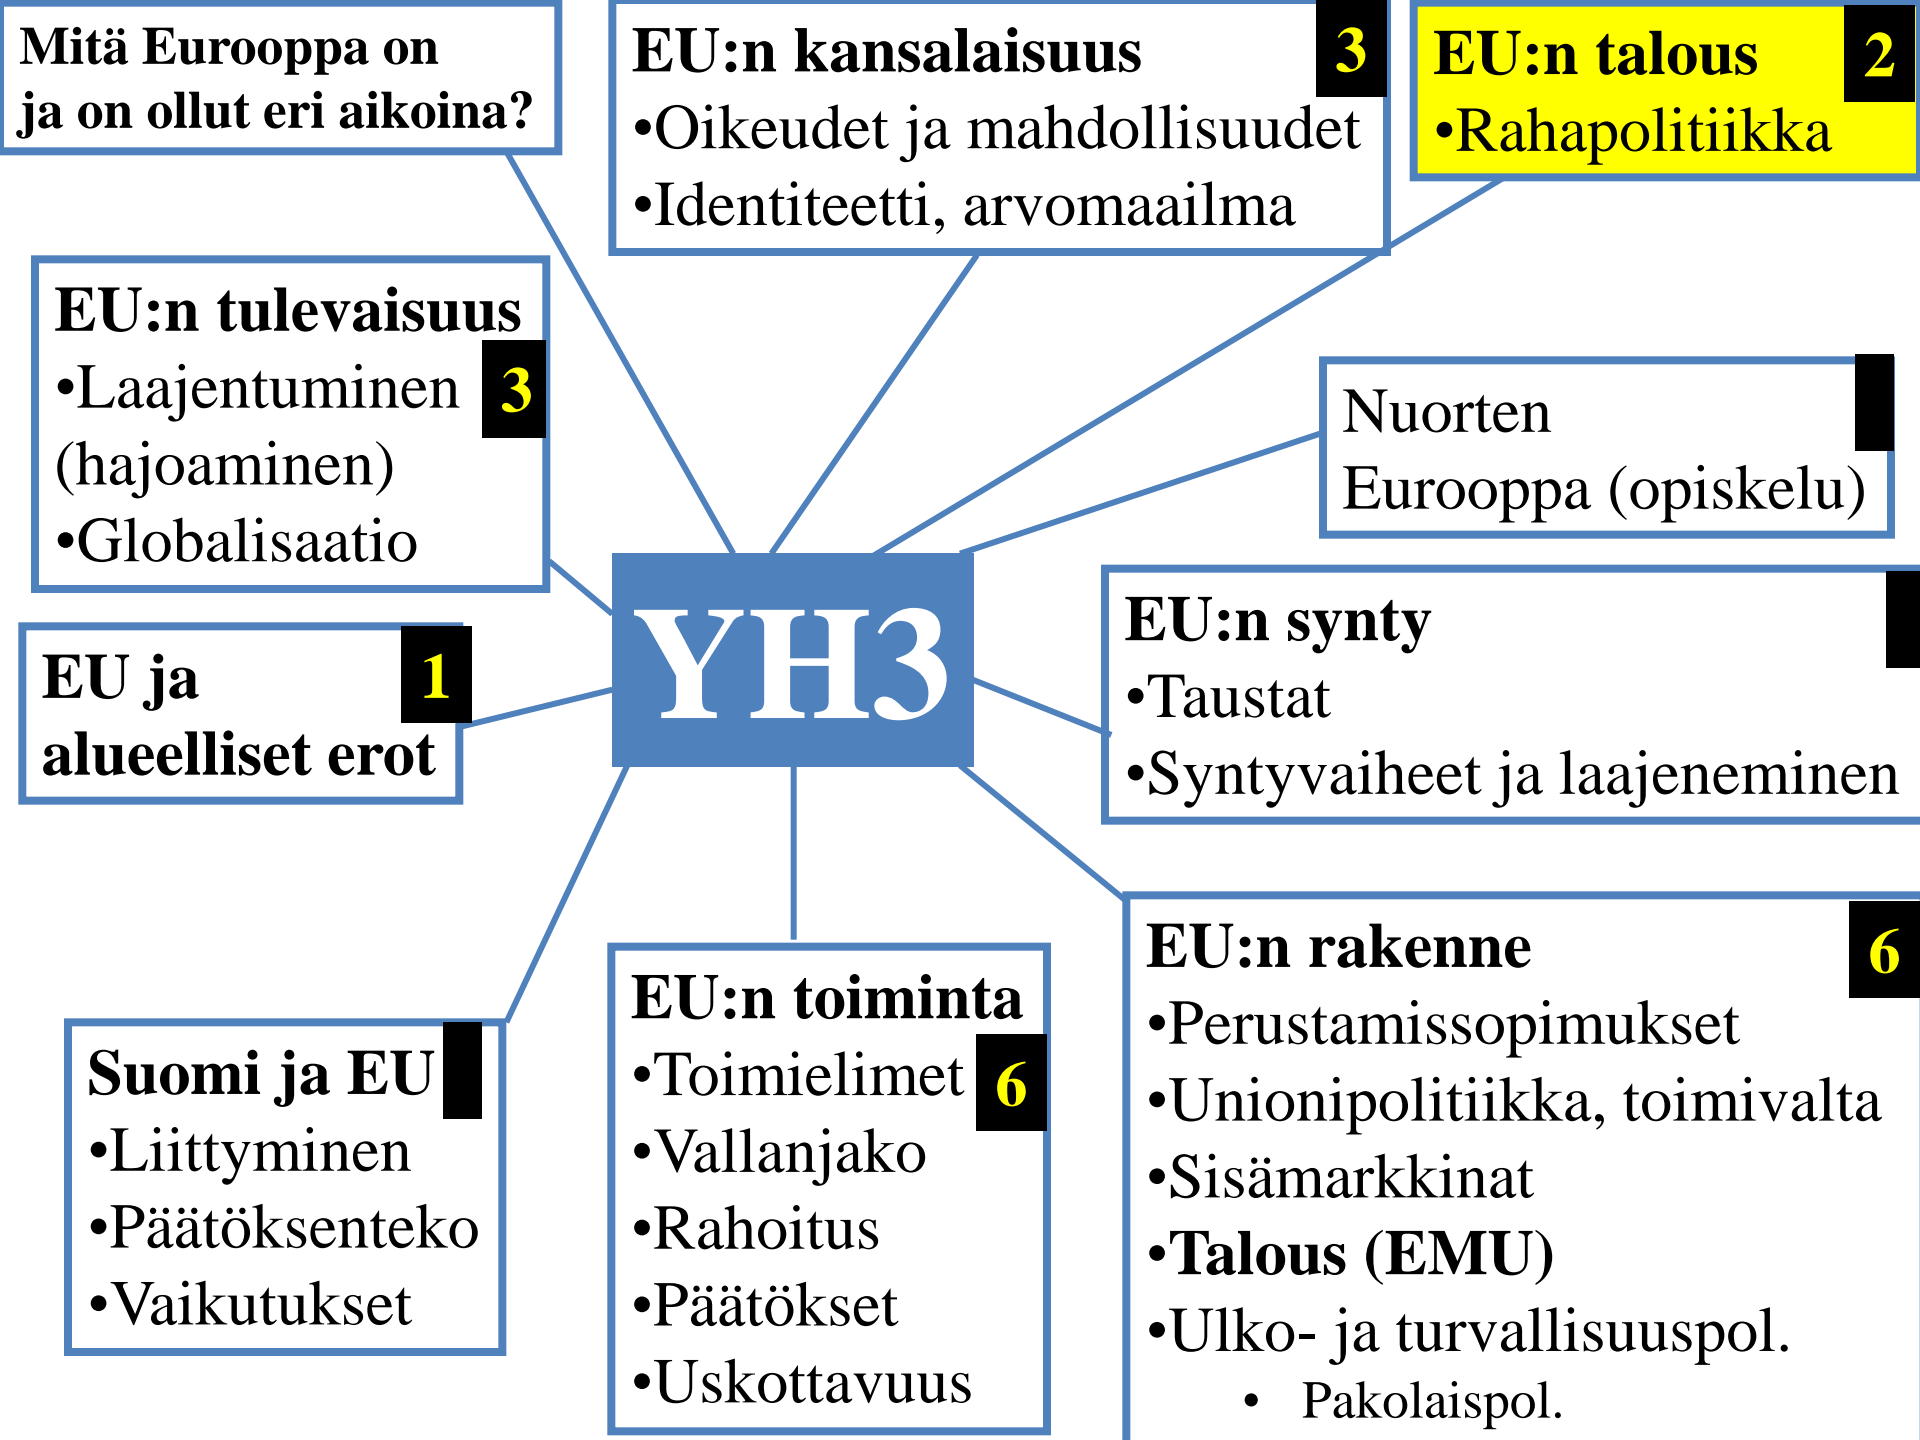 Mitä Eurooppa on
ja on ollut eri aikoina?
EU:n kansalaisuus
3
•Oikeudet ja mahdollisuudet
•Identiteetti, arvomaailma
EU:n talous
2
•Rahapolitiikka
EU:n tulevaisuus
•Laajentuminen
3
(hajoaminen)
•Globalisaatio
Nuorten
Eurooppa (opiskelu)
YH3
EU:n synty
•Taustat
•Syntyvaiheet ja laajeneminen
EU ja
1
alueelliset erot
Suomi ja EU
•Liittyminen
•Päätöksenteko
•Vaikutukset
EU:n toiminta
•Toimielimet
6
•Vallanjako
•Rahoitus
•Päätökset
•Uskottavuus
EU:n rakenne
6
•Perustamissopimukset
•Unionipolitiikka, toimivalta
•Sisämarkkinat
•Talous (EMU)
•Ulko- ja turvallisuuspol.
• Pakolaispol.